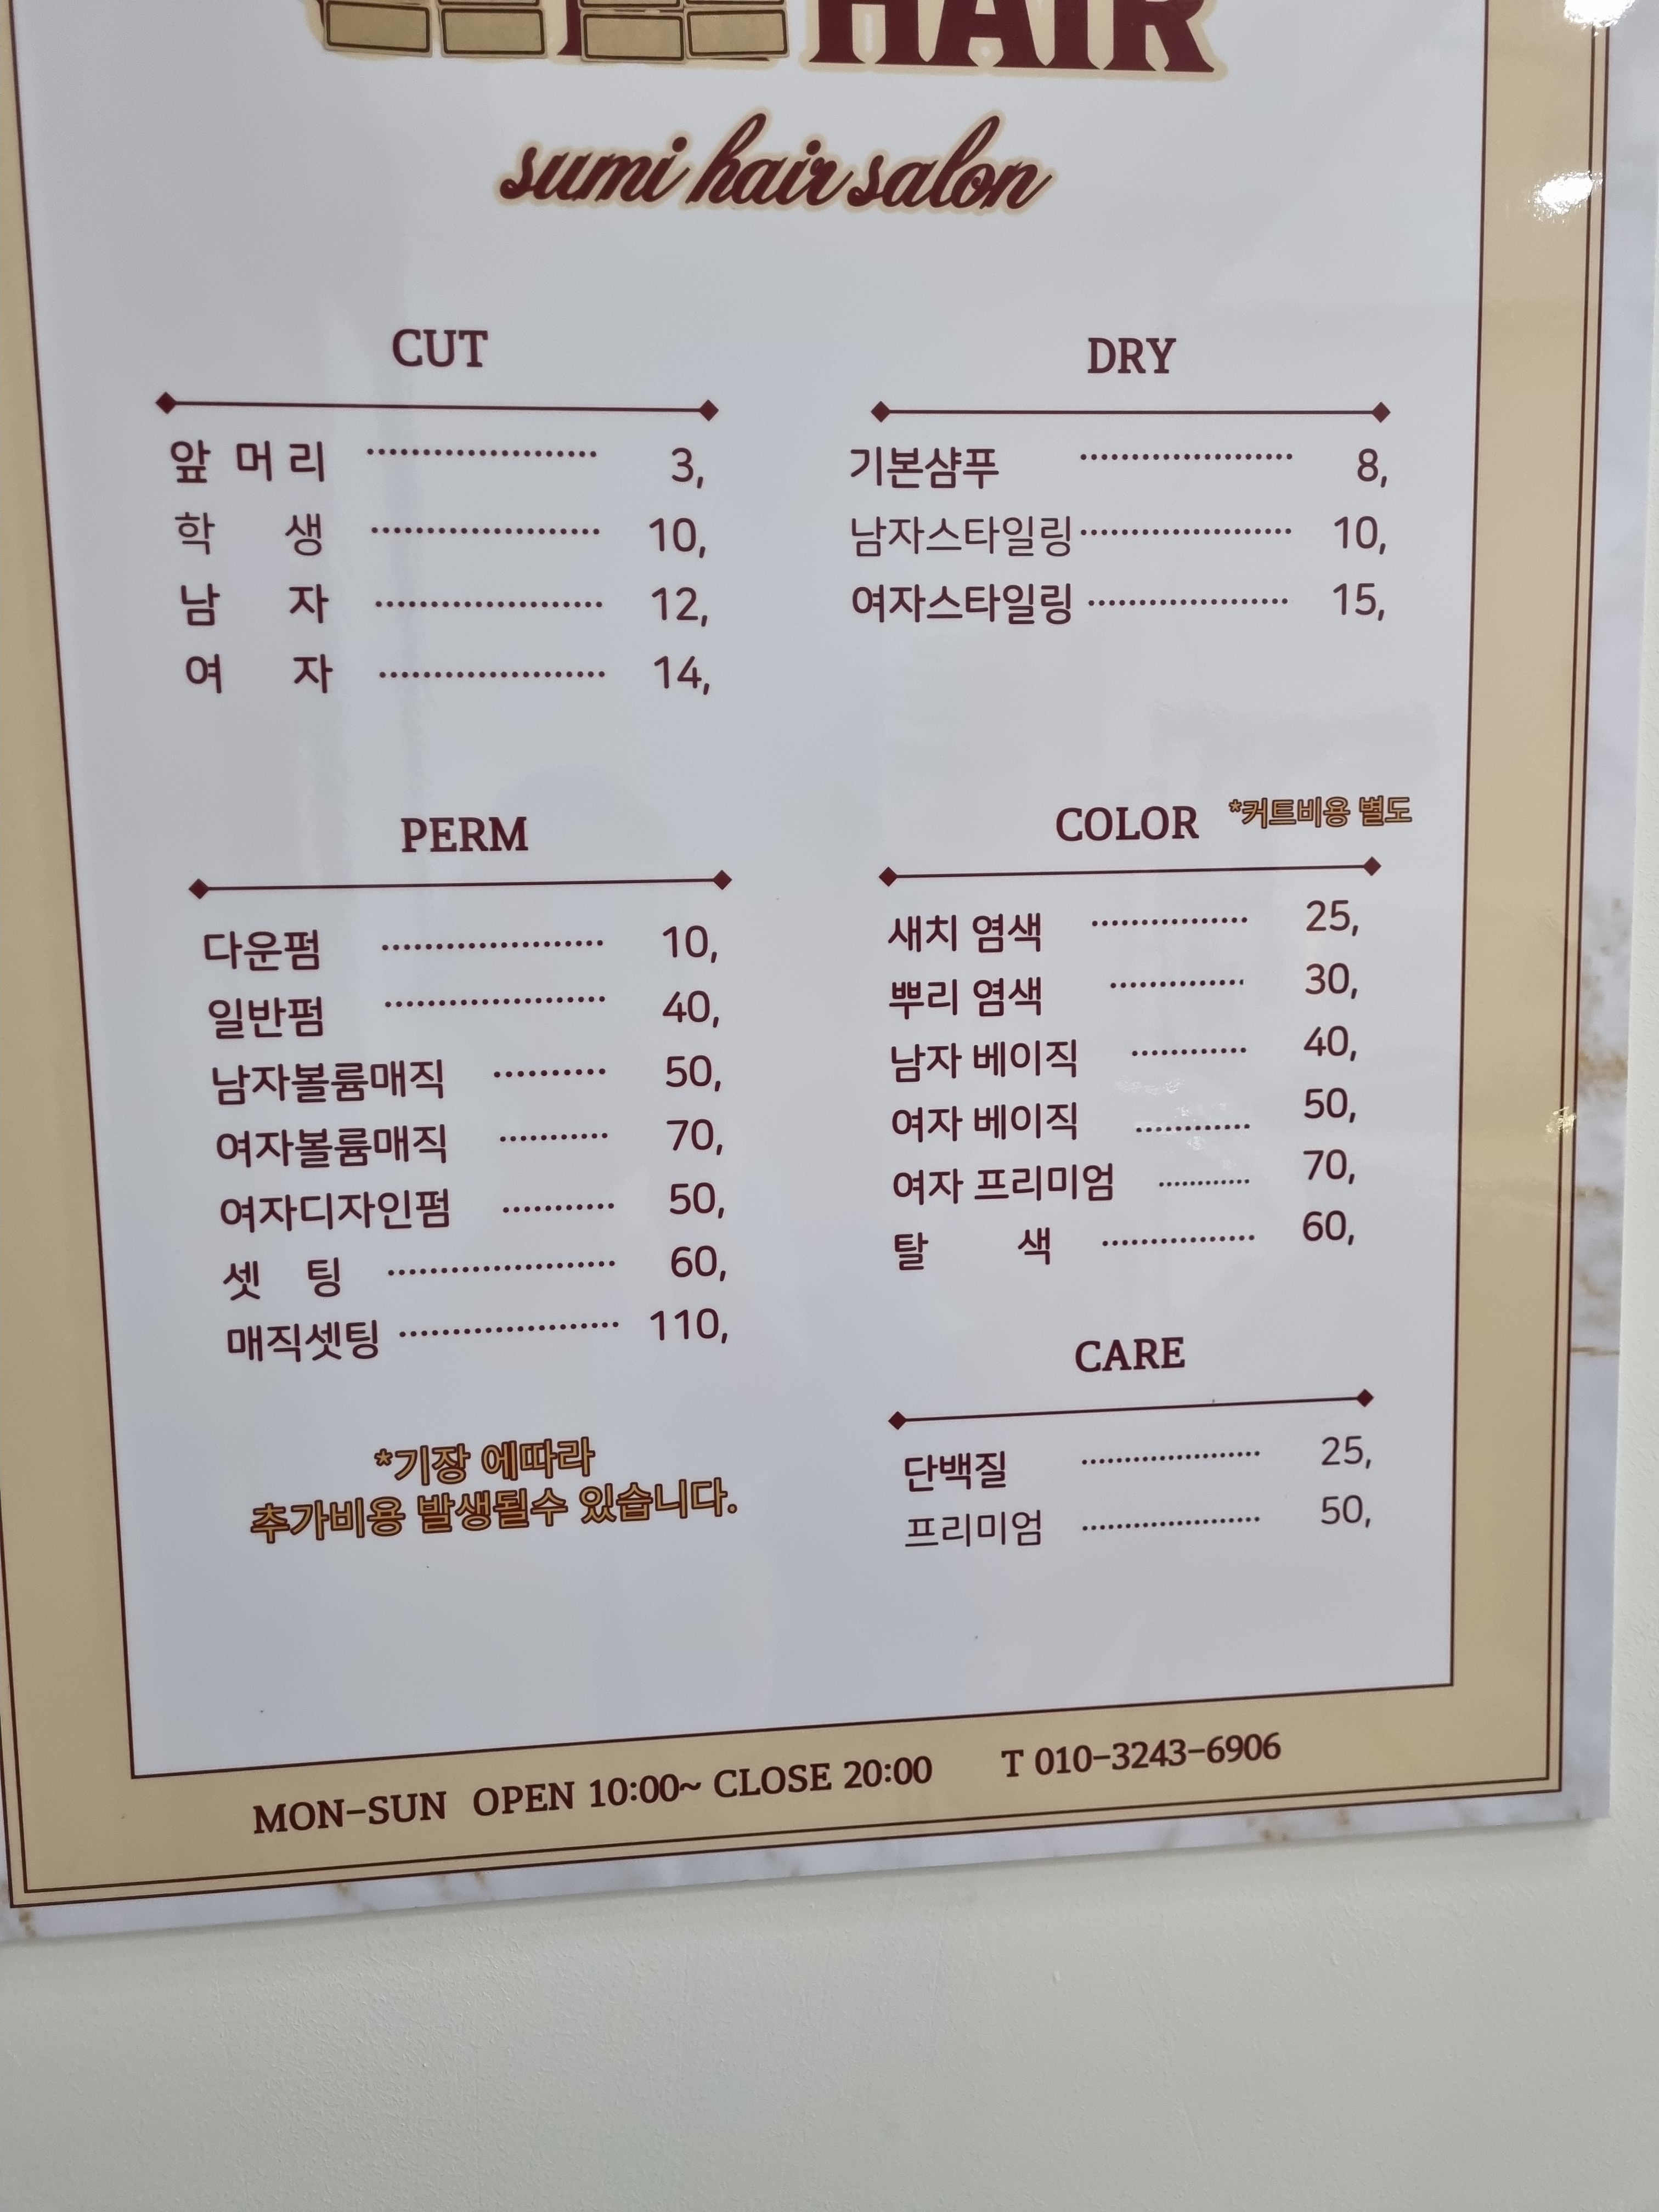 HAIR
sumi hair salon
CUT
앞 머 리 ························ 3,
학 생 ························ 10,
남 자 ························ 12,
여 자 ························ 14,
DRY
기본샴푸 ······················ 8,
남자스타일링 ······················ 10,
여자스타일링 ······················ 15,
PERM
다운펌 ························ 10,
일반펌 ························ 40,
남자볼륨매직 ············ 50,
여자볼륨매직 ············ 70,
여자디자인펌 ············ 50,
셋 팅 ························ 60,
매직셋팅 ························ 110,
*기장 에따라
추가비용 발생될수 있습니다.
COLOR *커트비용 별도
새치 염색 ················· 25,
뿌리 염색 ··············· 30,
남자 베이직 ············· 40,
여자 베이직 ············· 50,
여자 프리미엄 ············ 70,
탈 색 ················· 60,
CARE
단백질 ···················· 25,
프리미엄 ···················· 50,
MON-SUN OPEN 10:00~ CLOSE 20:00 T 010-3243-6906